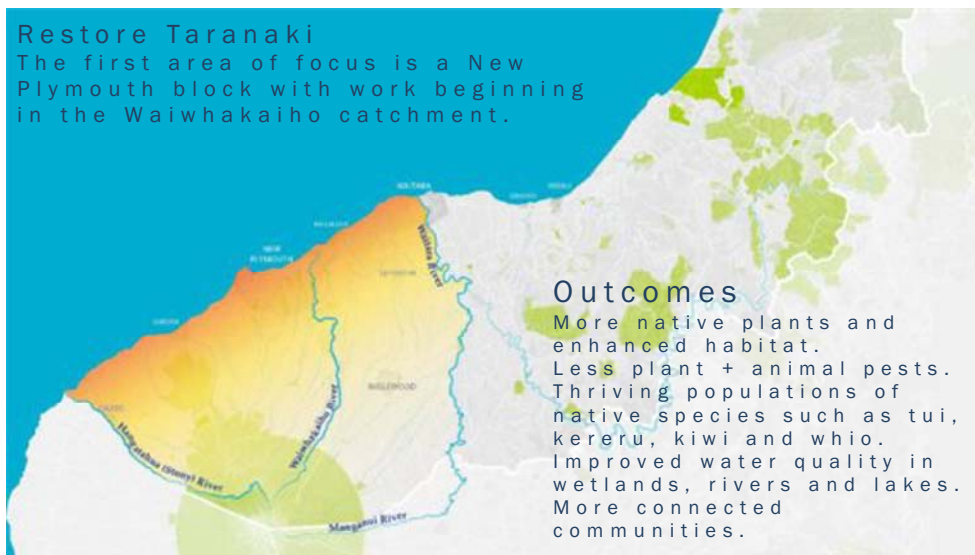 Restore Taranaki
The first area of focus is a New
Plymouth block with work beginning
in the Waiwhakaiho catchment.
NEW
PLYMOUTH
Waitara River
INGLEWOOD
Waiwhakaiho River
Hangatahua (Stony) River
Manganui River
Outcomes
More native plants and
enhanced habitat.
Less plant + animal pests.
Thriving populations of
native species such as tui,
kereru, kiwi and whio.
Improved water quality in
wetlands, rivers and lakes.
More connected
communities.